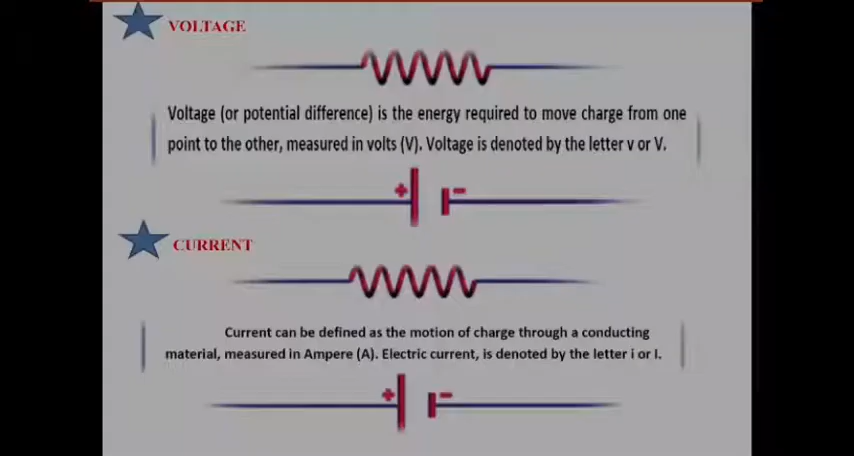 VOLTAGE
Voltage (or potential difference) is the energy required to move charge from one
point to the other, measured in volts (V). Voltage is denoted by the letter v or V.
+ -
CURRENT
Current can be defined as the motion of charge through a conducting
material, measured in Ampere (A). Electric current, is denoted by the letter i or I.
+ -